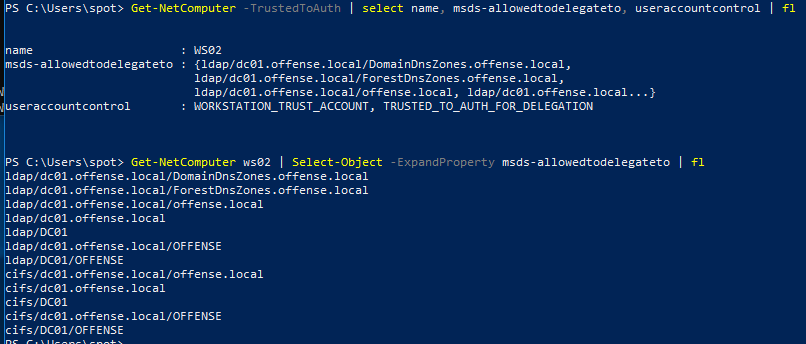 PS C:\Users\spot> Get-NetComputer -TrustedToAuth | select name, msds-allowedtodelegateto, useraccountcontrol | fl
name : WS02
msds-allowedtodelegateto : {ldap/dc01.offense.local/DomainDnsZones.offense.local,
ldap/dc01.offense.local/ForestDnsZones.offense.local,
ldap/dc01.offense.local/offense.local, ldap/dc01.offense.local...}
useraccountcontrol : WORKSTATION_TRUST_ACCOUNT, TRUSTED_TO_AUTH_FOR_DELEGATION
PS C:\Users\spot> Get-NetComputer ws02 | Select-Object -ExpandProperty msds-allowedtodelegateto | fl
ldap/dc01.offense.local/DomainDnsZones.offense.local
ldap/dc01.offense.local/ForestDnsZones.offense.local
ldap/dc01.offense.local/offense.local
ldap/dc01.offense.local
ldap/DC01
ldap/dc01.offense.local/OFFENSE
ldap/DC01/OFFENSE
cifs/dc01.offense.local/offense.local
cifs/dc01.offense.local
cifs/DC01
cifs/dc01.offense.local/OFFENSE
cifs/DC01/OFFENSE
PS C:\Users\spot>